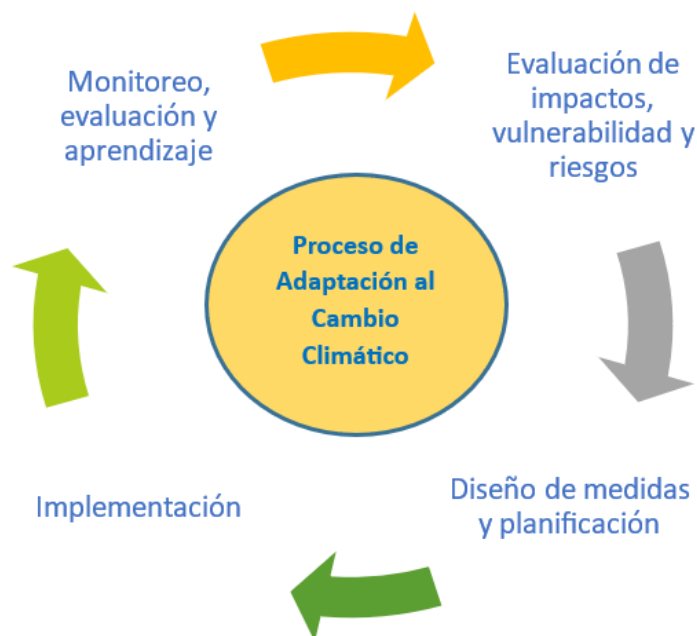 Monitoreo,
evaluación y
aprendizaje
Evaluación de
impactos,
vulnerabilidad y
riesgos
Proceso de
Adaptación al
Cambio
Climático
Implementación
Diseño de medidas
y planificación